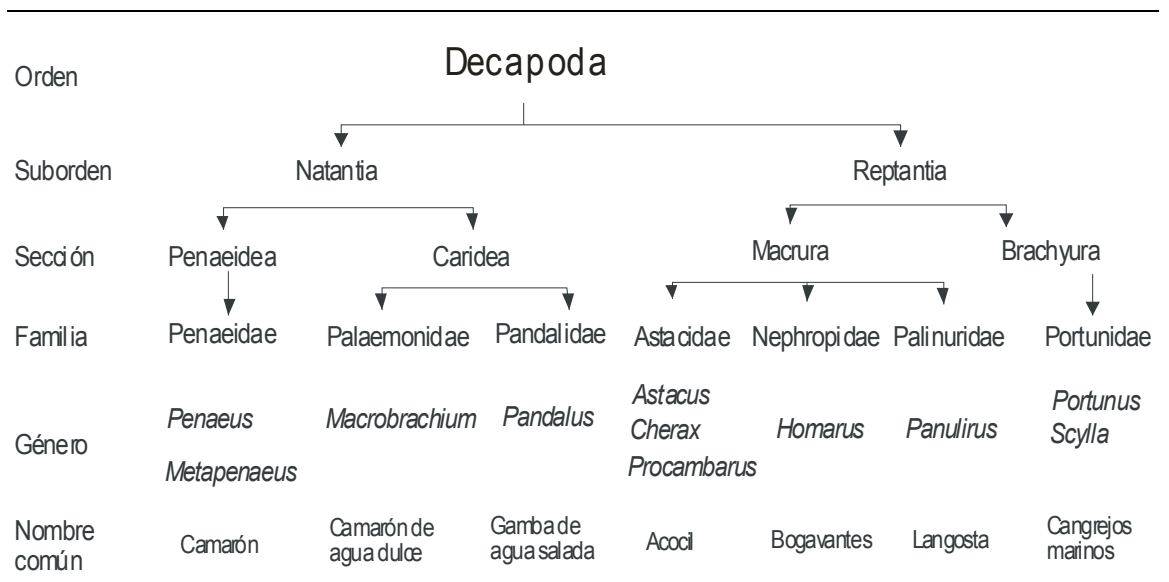 Orden Decapoda
Suborden Natantia Reptantia
Sección Penaeidea Caridea Macrura Brachyura
Familia Penaeidae Palaemonidae Pandalidae Astacidae Nephropidae Palinuridae Portunidae
Género Penaeus Metapenaeus Macrobrachium Pandalus Astacus Cherax Procambarus Homarus Panulirus Portunus Scylla
Nombre común Camarón Camarón de agua dulce Gamba de agua salada Acocil Bogavantes Langosta Cangrejos marinos